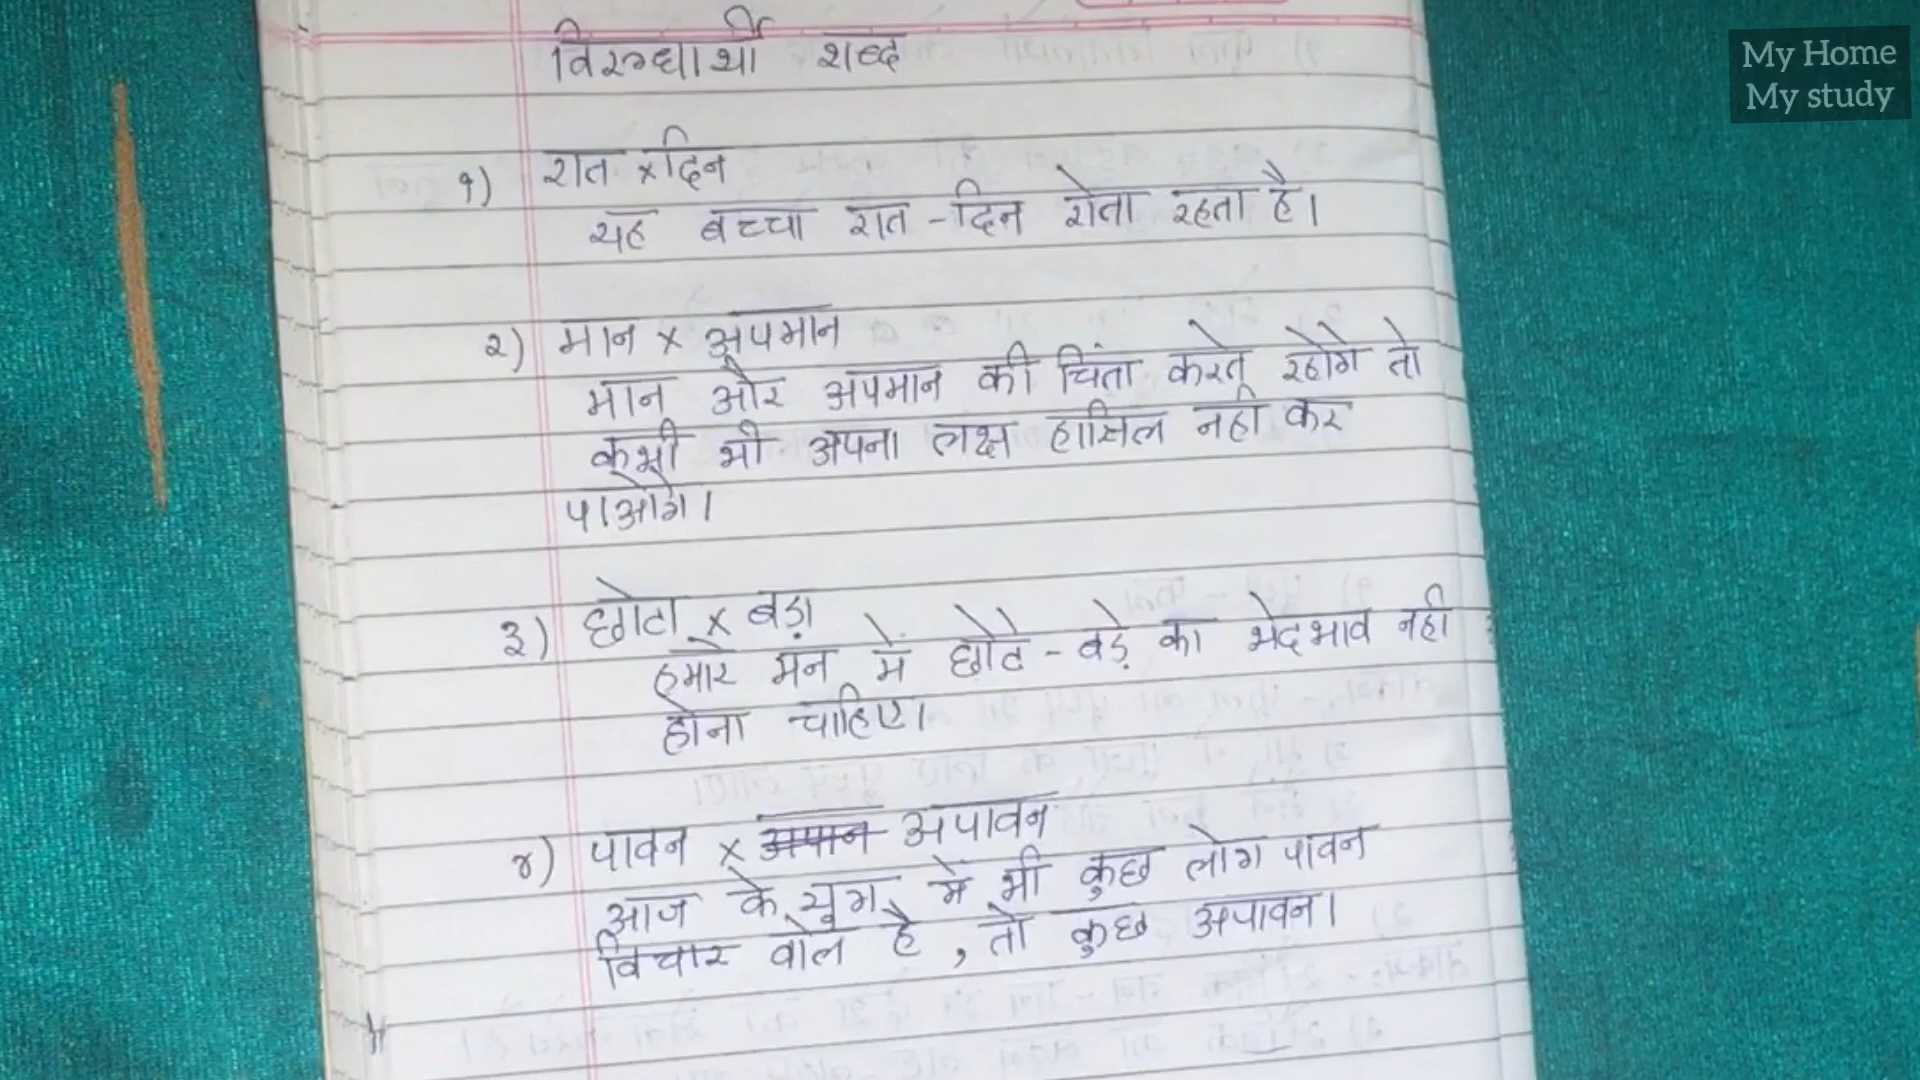 My Home
My study
विरुध्दार्थी शब्द
१) रात × दिन
यह बच्चा रात - दिन रोता रहता है।
२) मान × अपमान
मान और अपमान की चिंता करते रहोगे तो
कभी भी अपना लक्ष हासिल नही कर
पाओगे।
३) छोटा × बड़ा
हमारे मन में छोटे - बड़े का भेदभाव नही
होना चाहिए।
४) पावन × अपान अपावन
आज के युग में भी कुछ लोग पावन
विचार वाले है , तो कुछ अपावन।